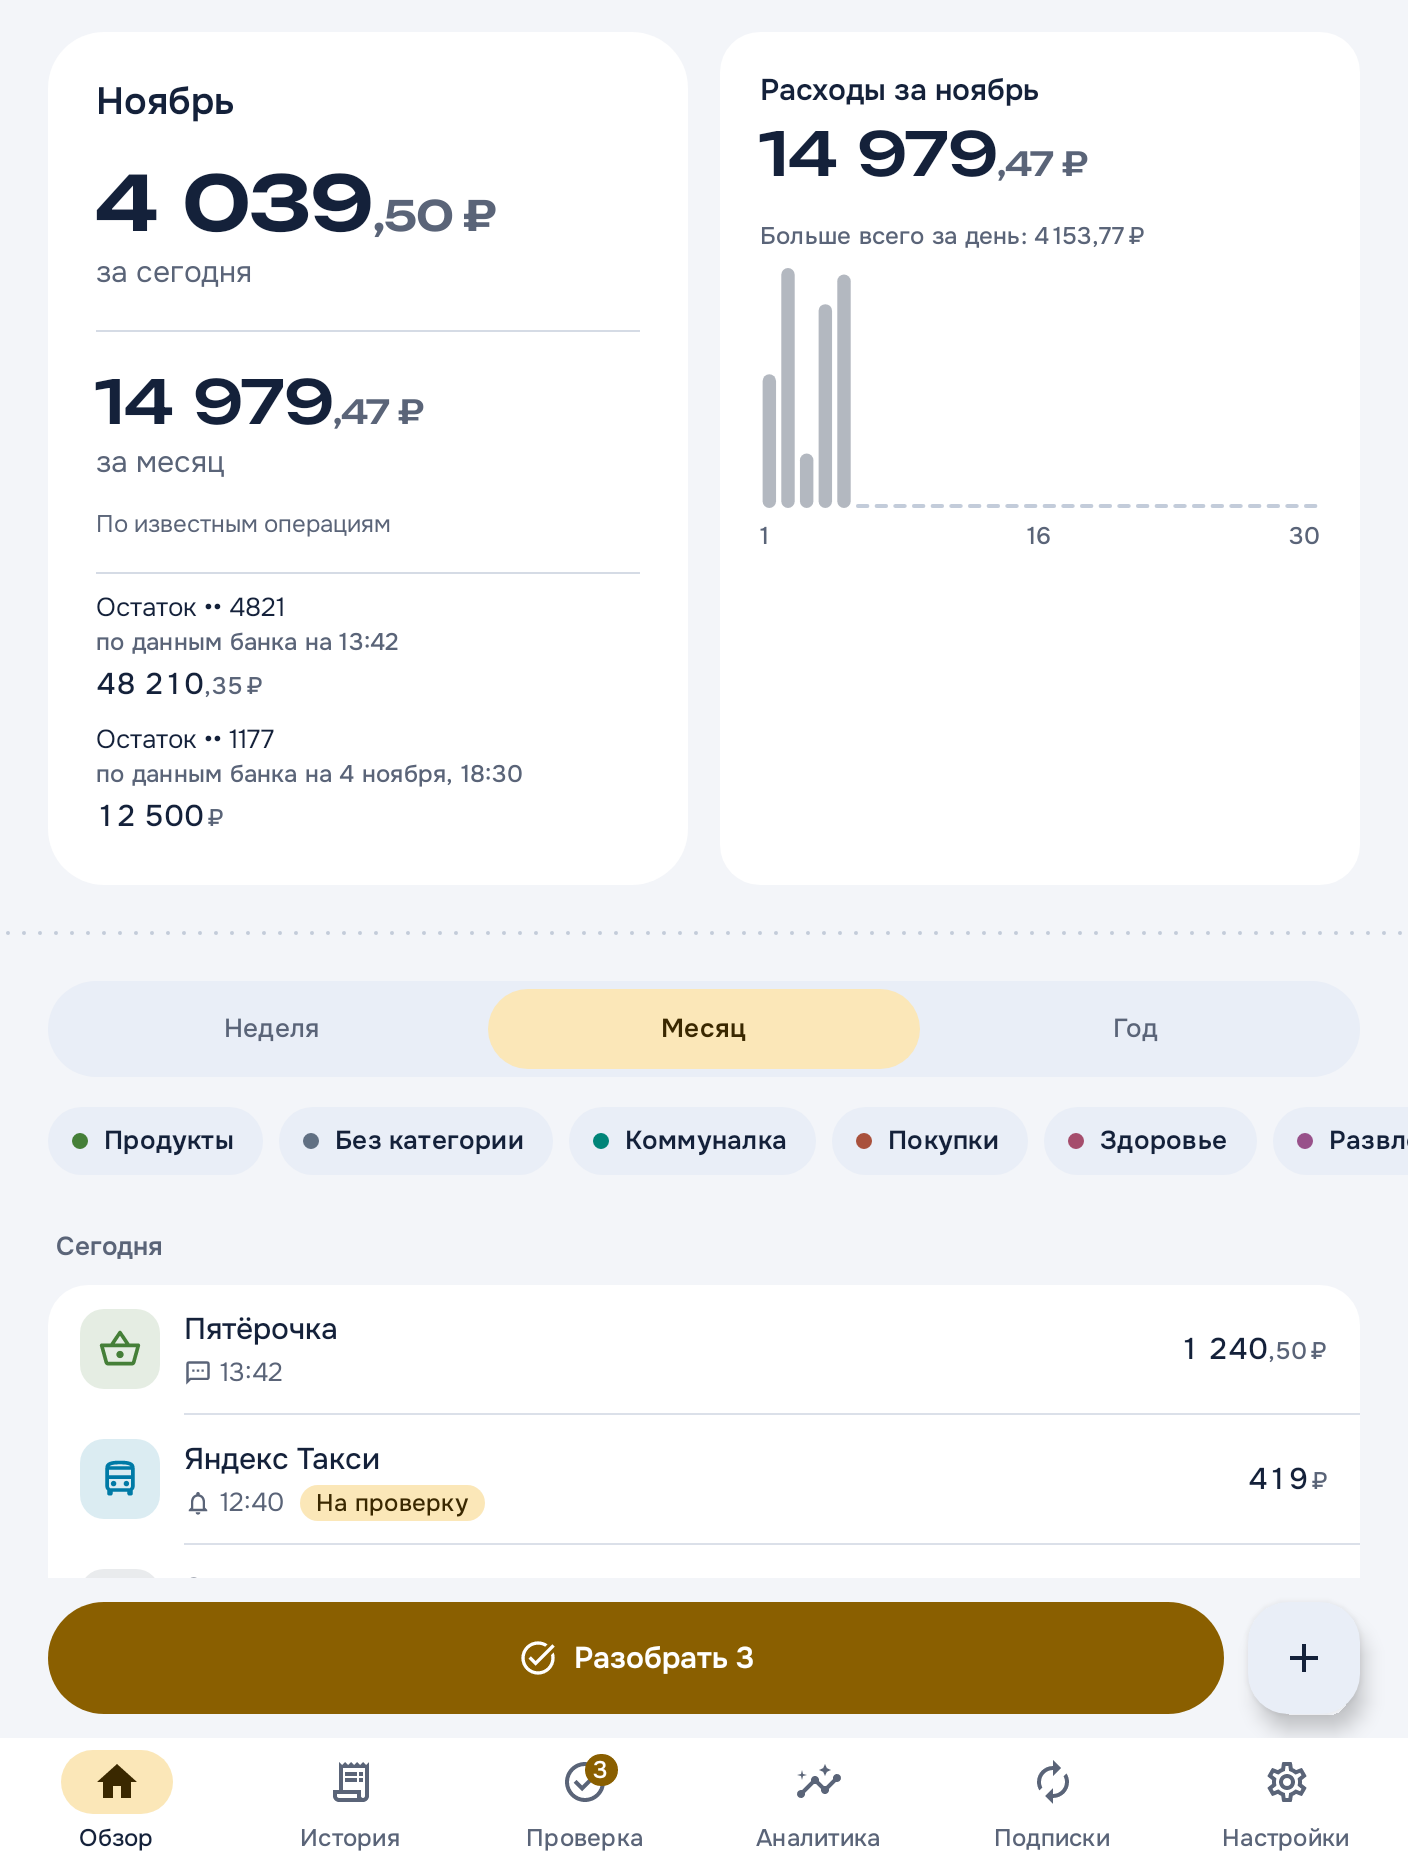 Ноябрь
4 039,50 ₽
за сегодня
14 979,47 ₽
за месяц
По известным операциям
Остаток •• 4821
по данным банка на 13:42
48 210,35 ₽
Остаток •• 1177
по данным банка на 4 ноября, 18:30
12 500 ₽
Расходы за ноябрь
14 979,47 ₽
Больше всего за день: 4 153,77 ₽
1 16 30
Неделя Месяц Год
Продукты Без категории Коммуналка Покупки Здоровье Развл
Сегодня
Пятёрочка
13:42
1 240,50 ₽
Яндекс Такси
12:40 На проверку
419 ₽
Разобрать 3
3
Обзор История Проверка Аналитика Подписки Настройки